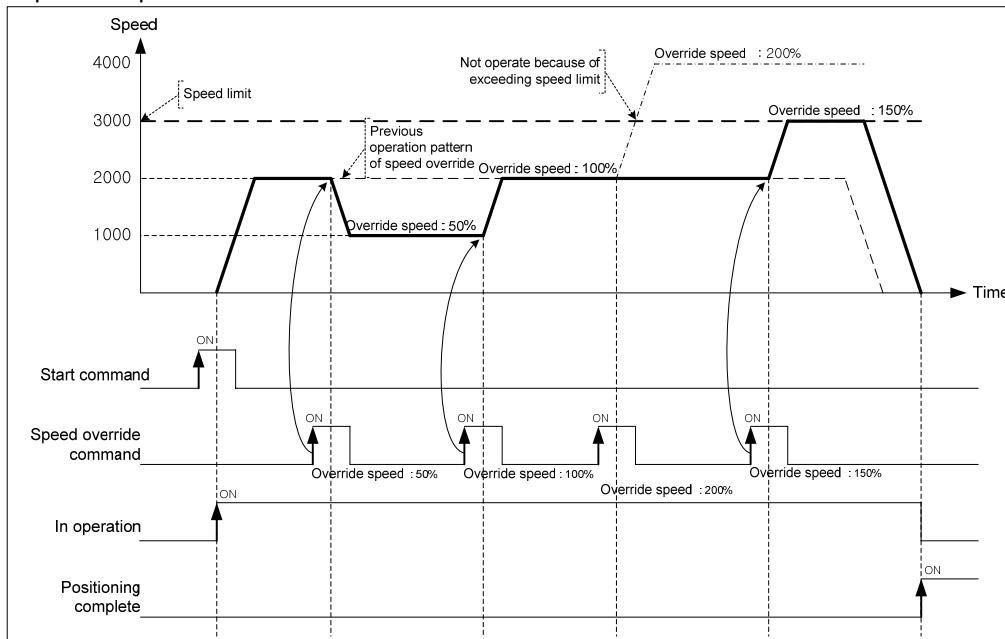 Speed
4000
Speed limit
3000
2000
1000
Not operate because of
exceeding speed limit
Override speed : 200%
Previous
operation pattern
of speed override
Override speed : 150%
Override speed : 100%
Override speed : 50%
Time
ON
Start command
ON
ON
ON
ON
Speed override
command
Override speed : 50%
Override speed : 100%
Override speed : 150%
Override speed : 200%
ON
In operation
ON
Positioning
complete